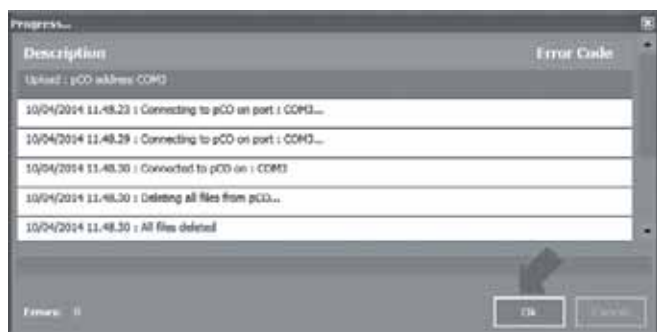 Progress...
Description Error Code
Upload : pCO address COM3
10/04/2014 11.48.23 : Connecting to pCO on port : COM3...
10/04/2014 11.48.29 : Connecting to pCO on port : COM3...
10/04/2014 11.48.30 : Connected to pCO on : COM3
10/04/2014 11.48.30 : Deleting all files from pCO...
10/04/2014 11.48.30 : All files deleted
Errors: 0
Ok Cancel